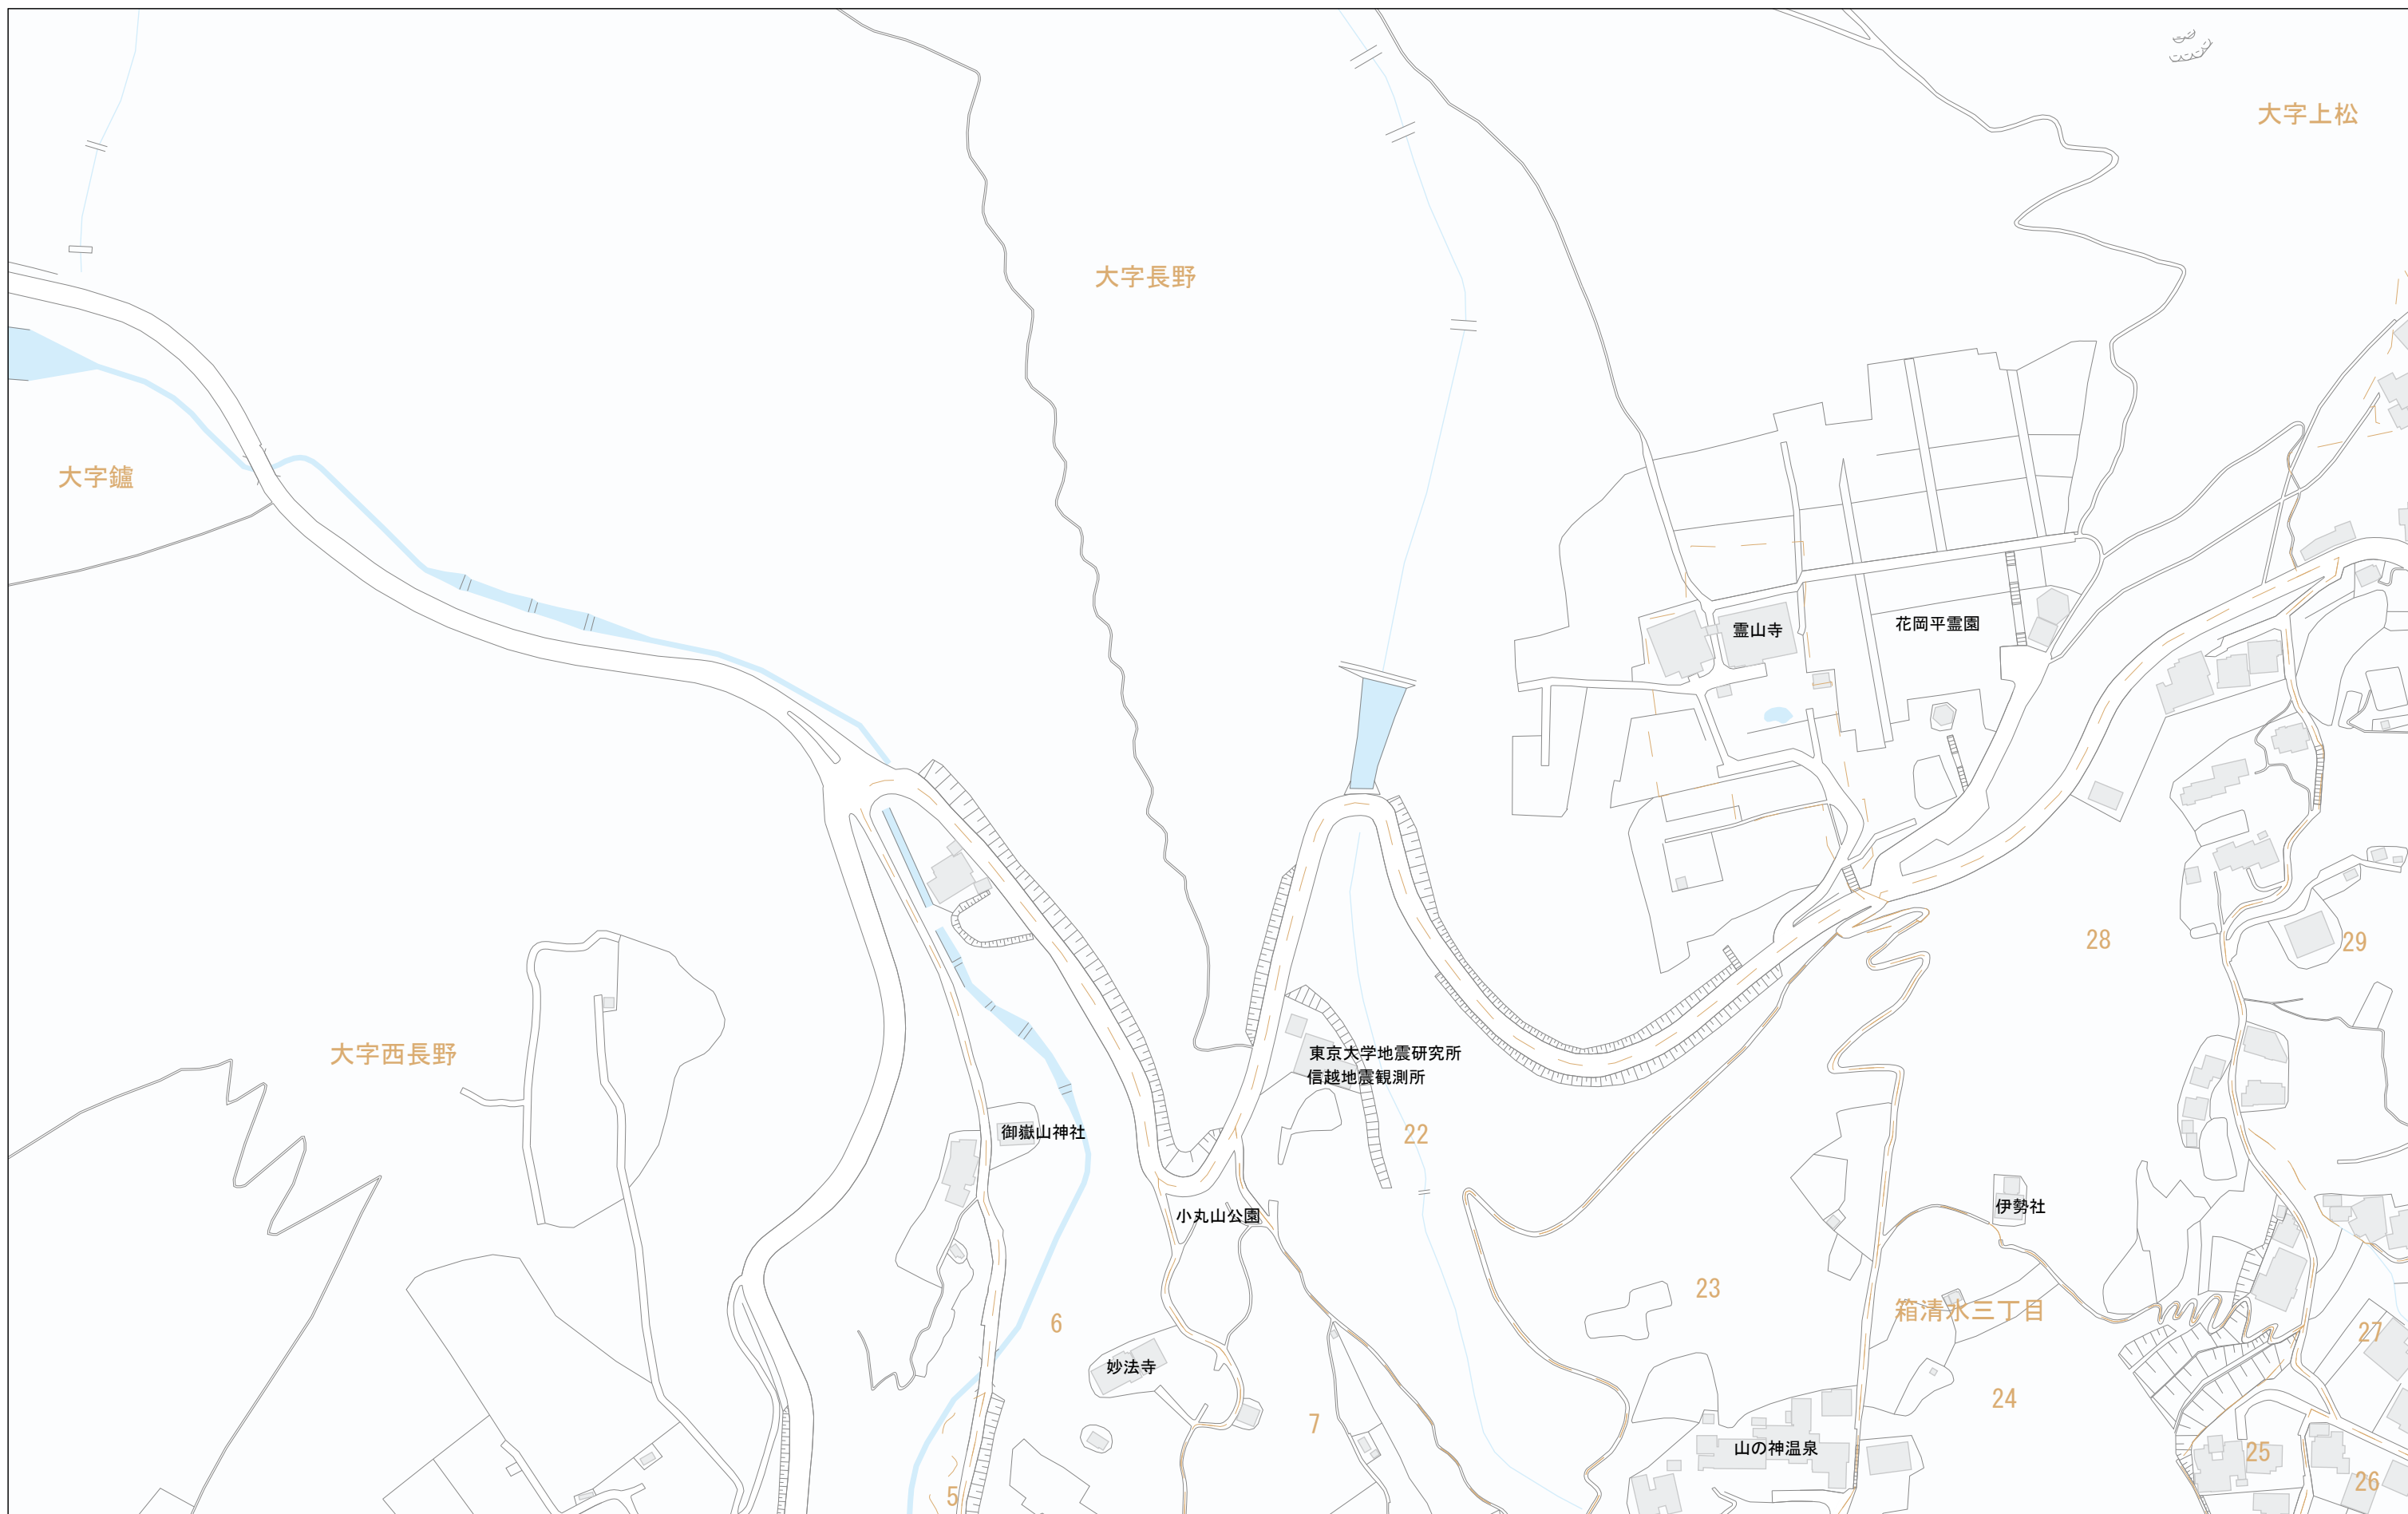 大字上松
大字長野
大字鑪
霊山寺
花岡平霊園
28
29
大字西長野
東京大学地震研究所
信越地震観測所
御嶽山神社
22
小丸山公園
伊勢社
23
箱清水三丁目
6
27
妙法寺
24
7
山の神温泉
25
26
5